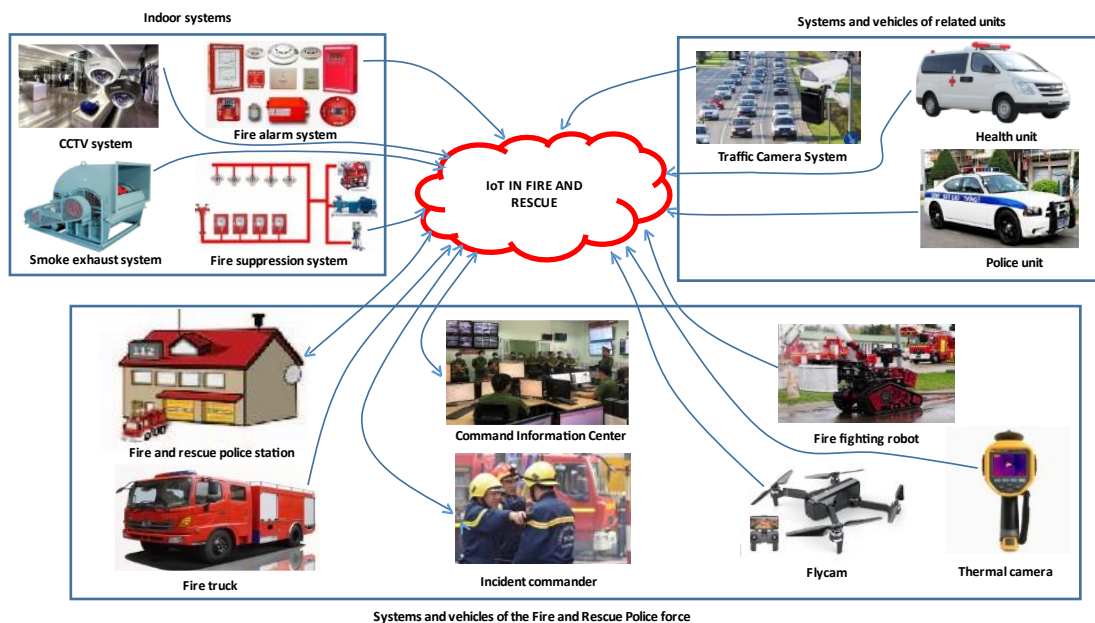 Indoor systems
CCTV system
Fire alarm system
Smoke exhaust system
Fire suppression system
IoT IN FIRE AND
RESCUE
Systems and vehicles of related units
Traffic Camera System
Health unit
Police unit
112
Fire and rescue police station
Command Information Center
Fire fighting robot
Fire truck
Incident commander
Flycam
Thermal camera
Systems and vehicles of the Fire and Rescue Police force